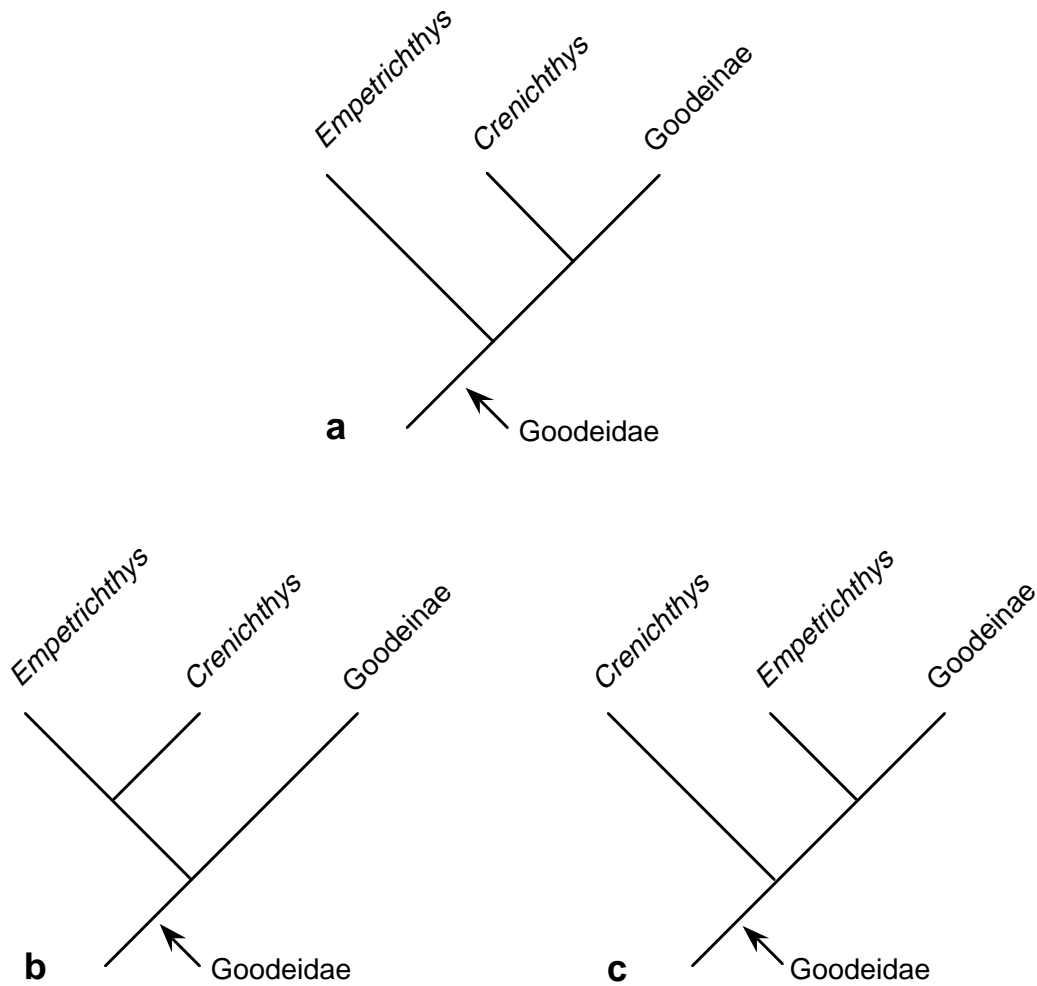 Empetrichthys
Crenichthys
Goodeinae
a
Goodeidae
Empetrichthys
Crenichthys
Goodeinae
b
Goodeidae
Crenichthys
Empetrichthys
Goodeinae
c
Goodeidae